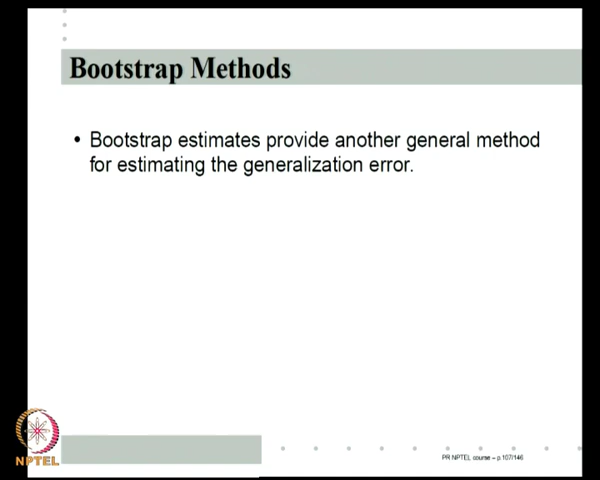 Bootstrap Methods
• Bootstrap estimates provide another general method
for estimating the generalization error.
NPTEL
PR NPTEL course – p.107/146